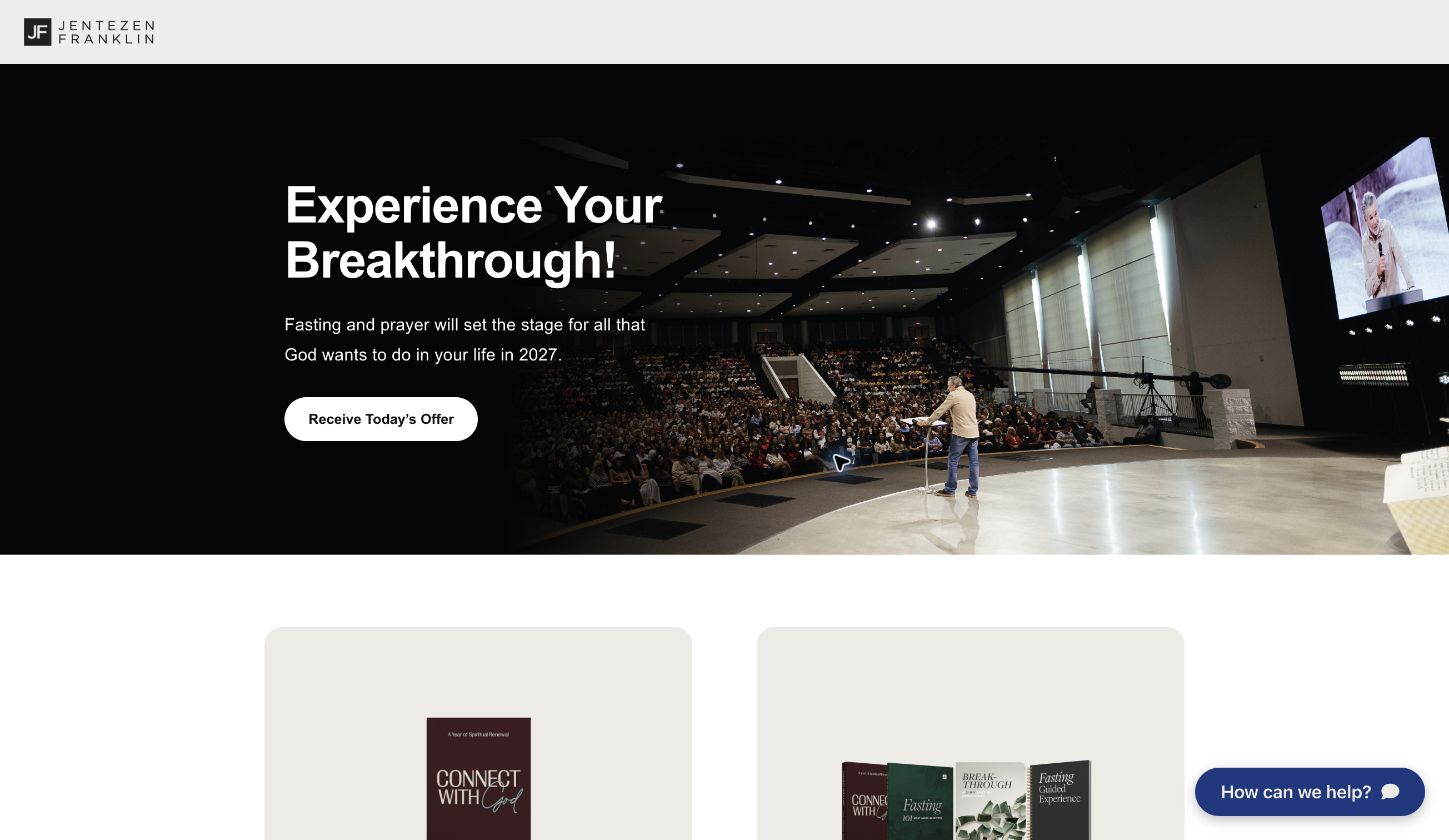 JF JENTEZEN
FRANKLIN
Experience Your
Breakthrough!
Fasting and prayer will set the stage for all that
God wants to do in your life in 2027.
Receive Today’s Offer
A Year of Spiritual Renewal
CONNECT
WITH God
CONNEC
WITH
Fasting
101
BREAK-
THROUGH
Fasting
Guided
Experience
How can we help?